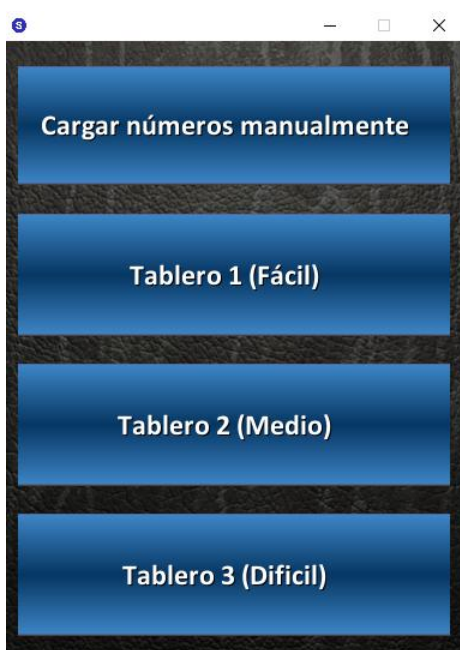 S
Cargar números manualmente
Tablero 1 (Fácil)
Tablero 2 (Medio)
Tablero 3 (Dificil)